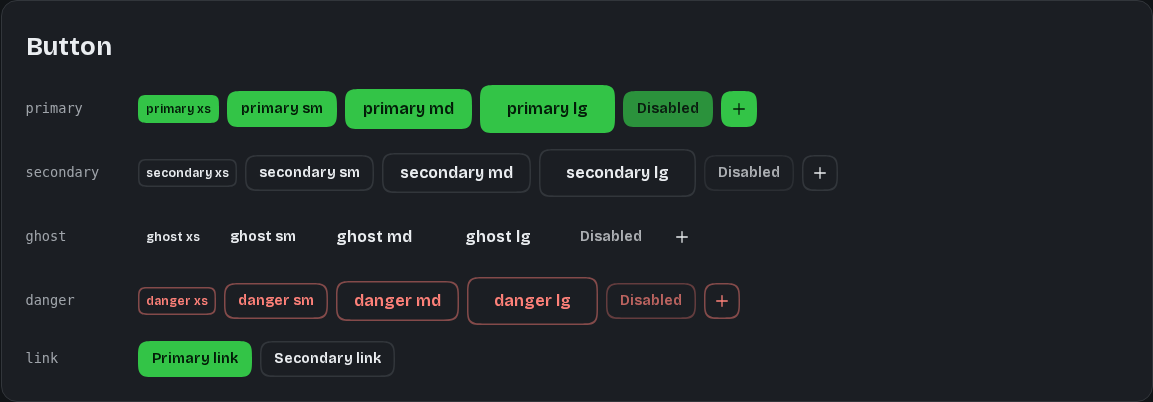 Button
primary primary xs primary sm primary md primary lg Disabled +
secondary secondary xs secondary sm secondary md secondary lg Disabled +
ghost ghost xs ghost sm ghost md ghost lg Disabled +
danger danger xs danger sm danger md danger lg Disabled +
link Primary link Secondary link